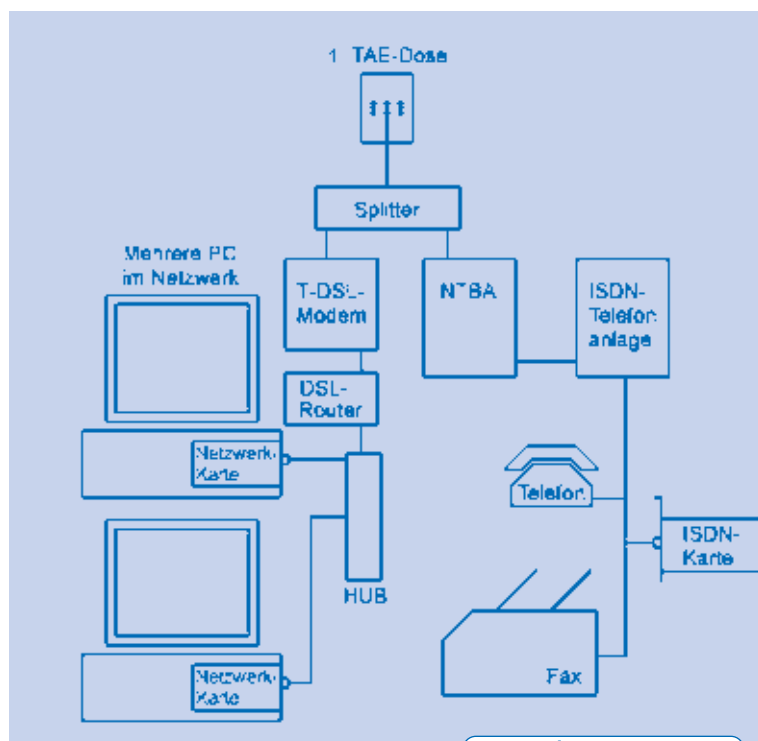 1 TAE-Dose
Splitter
Mehrere PC
im Netzwerk
T-DSL-
Modem
NTBA
ISDN-
Telefon
anlage
DSL-
Router
Netzwerk-
Karte
Telefon
ISDN-
Karte
HUB
Netzwerk-
Karte
Fax